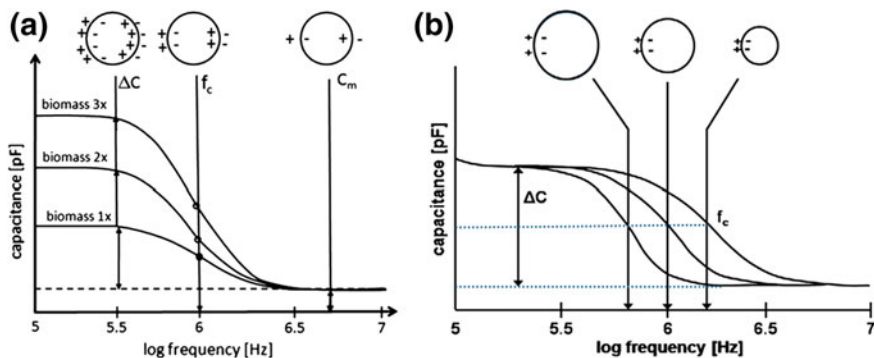 (a)
+ - + - + - + -
ΔC
f_c
C_m
biomass 3x
biomass 2x
biomass 1x
capacitance [pF]
5 5.5 6 6.5 7
log frequency [Hz]
(b)
+ - + - + -
ΔC
f_c
capacitance [pF]
5 5.5 6 6.5 7
log frequency [Hz]